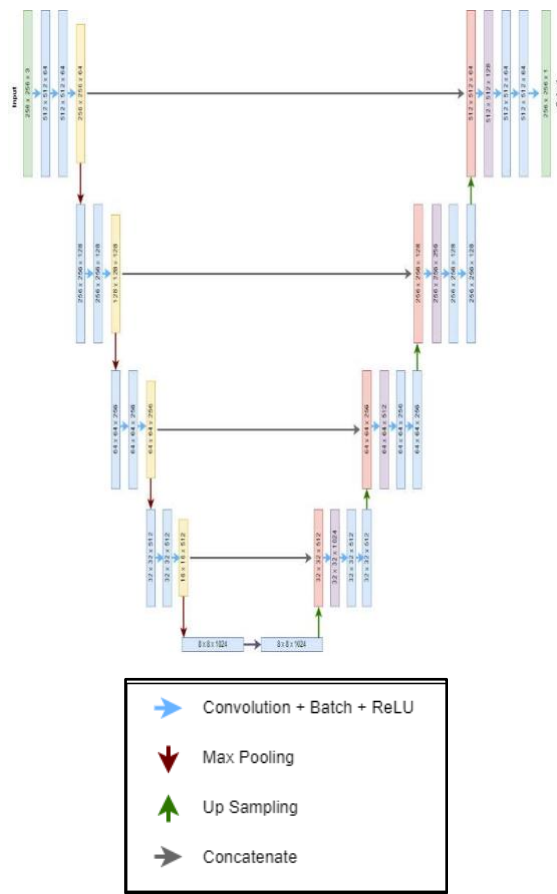 Input
256 x 256 x 3
512 x 512 x 64
512 x 512 x 64
256 x 256 x 64
512 x 512 x 64
512 x 512 x 128
512 x 512 x 64
512 x 512 x 64
256 x 256 x 1
256 x 256 x 128
256 x 256 x 128
128 x 128 x 128
256 x 256 x 128
256 x 256 x 256
256 x 256 x 128
256 x 256 x 128
64 x 64 x 256
64 x 64 x 256
64 x 64 x 256
64 x 64 x 256
64 x 64 x 512
64 x 64 x 256
64 x 64 x 256
32 x 32 x 512
32 x 32 x 512
16 x 16 x 512
32 x 32 x 512
32 x 32 x 1024
32 x 32 x 512
32 x 32 x 512
8 x 8 x 1024
8 x 8 x 1024
Convolution + Batch + ReLU
Max Pooling
Up Sampling
Concatenate